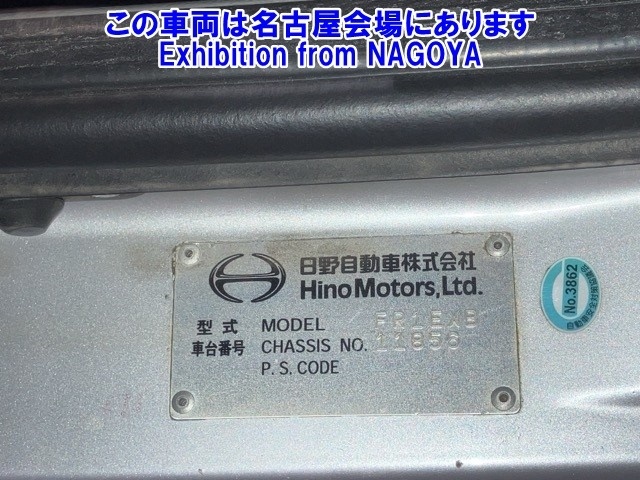 この車両は名古屋会場にあります
Exhibition from NAGOYA
日野自動車株式会社
Hino Motors, Ltd.
型式 MODEL FR1EXB
車台番号 CHASSIS NO. 11856
P.S.CODE
No.3862